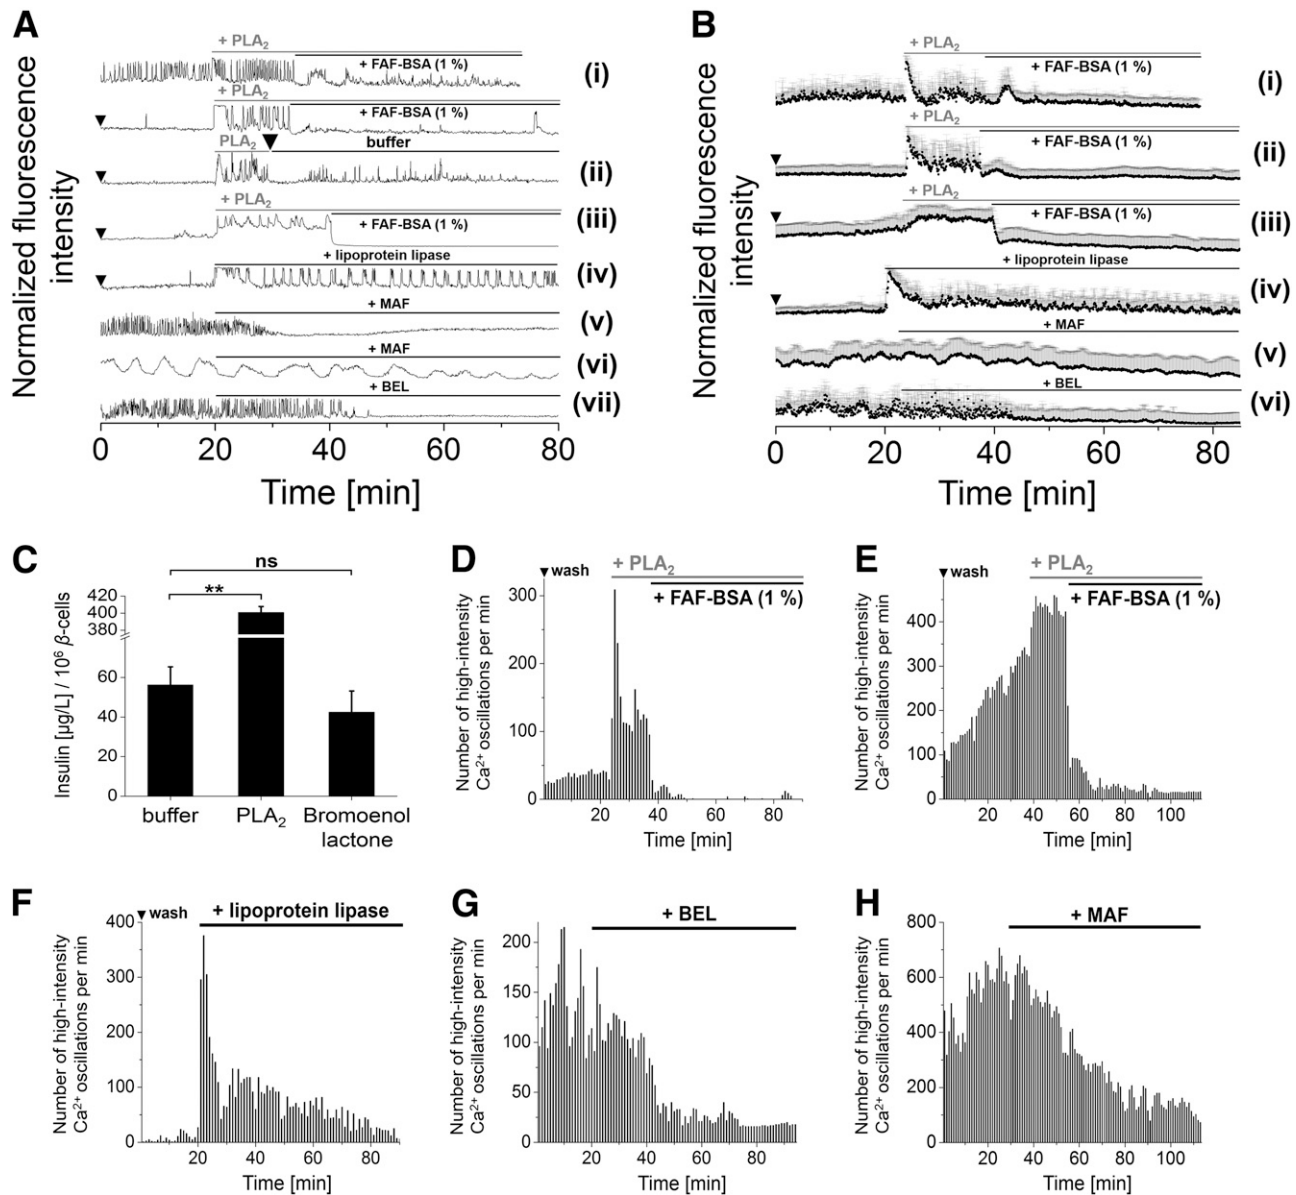 A
Normalized fluorescence
intensity
+ PLA₂
+ FAF-BSA (1 %)
(i)
+ PLA₂
+ FAF-BSA (1 %)
PLA₂
buffer
(ii)
+ PLA₂
+ FAF-BSA (1 %)
(iii)
+ lipoprotein lipase
(iv)
+ MAF
(v)
+ MAF
(vi)
+ BEL
(vii)
0 20 40 60 80
Time [min]
B
Normalized fluorescence
intensity
+ PLA₂
+ FAF-BSA (1 %)
(i)
+ PLA₂
+ FAF-BSA (1 %)
(ii)
+ PLA₂
+ FAF-BSA (1 %)
(iii)
+ lipoprotein lipase
(iv)
+ MAF
(v)
+ BEL
(vi)
0 20 40 60 80
Time [min]
C
Insulin [µg/L] / 10⁶ β-cells
ns
**
420
400
380
60
40
20
0
buffer PLA₂ Bromoenol
lactone
D
Number of high-intensity
Ca²⁺ oscillations per min
wash
+ PLA₂
+ FAF-BSA (1 %)
300
200
100
0
20 40 60 80
Time [min]
E
Number of high-intensity
Ca²⁺ oscillations per min
wash
+ PLA₂
+ FAF-BSA (1 %)
400
300
200
100
0
20 40 60 80 100
Time [min]
F
Number of high-intensity
Ca²⁺ oscillations per min
wash
+ lipoprotein lipase
400
300
200
100
0
20 40 60 80
Time [min]
G
Number of high-intensity
Ca²⁺ oscillations per min
+ BEL
200
150
100
50
0
20 40 60 80
Time [min]
H
Number of high-intensity
Ca²⁺ oscillations per min
+ MAF
800
600
400
200
0
20 40 60 80 100
Time [min]